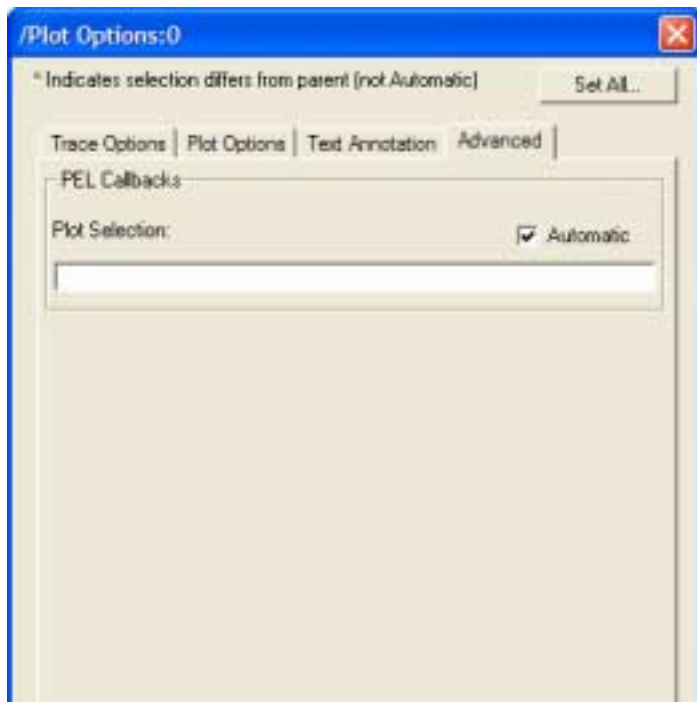 /Plot Options:0
* Indicates selection differs from parent (not Automatic)
Set All...
Trace Options
Plot Options
Text Annotation
Advanced
PEL Callbacks
Plot Selection:
Automatic